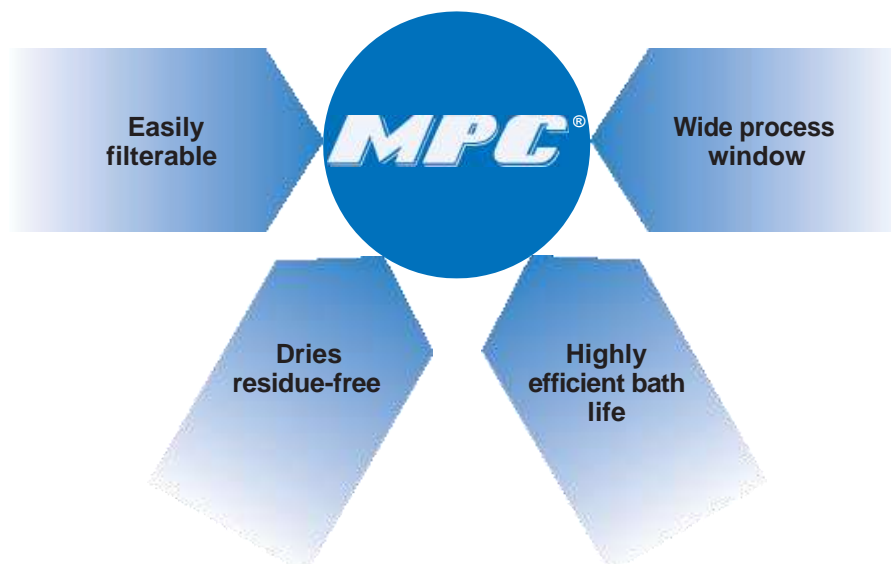 Easily
filterable
MPC®
Wide process
window
Dries
residue-free
Highly
efficient bath
life